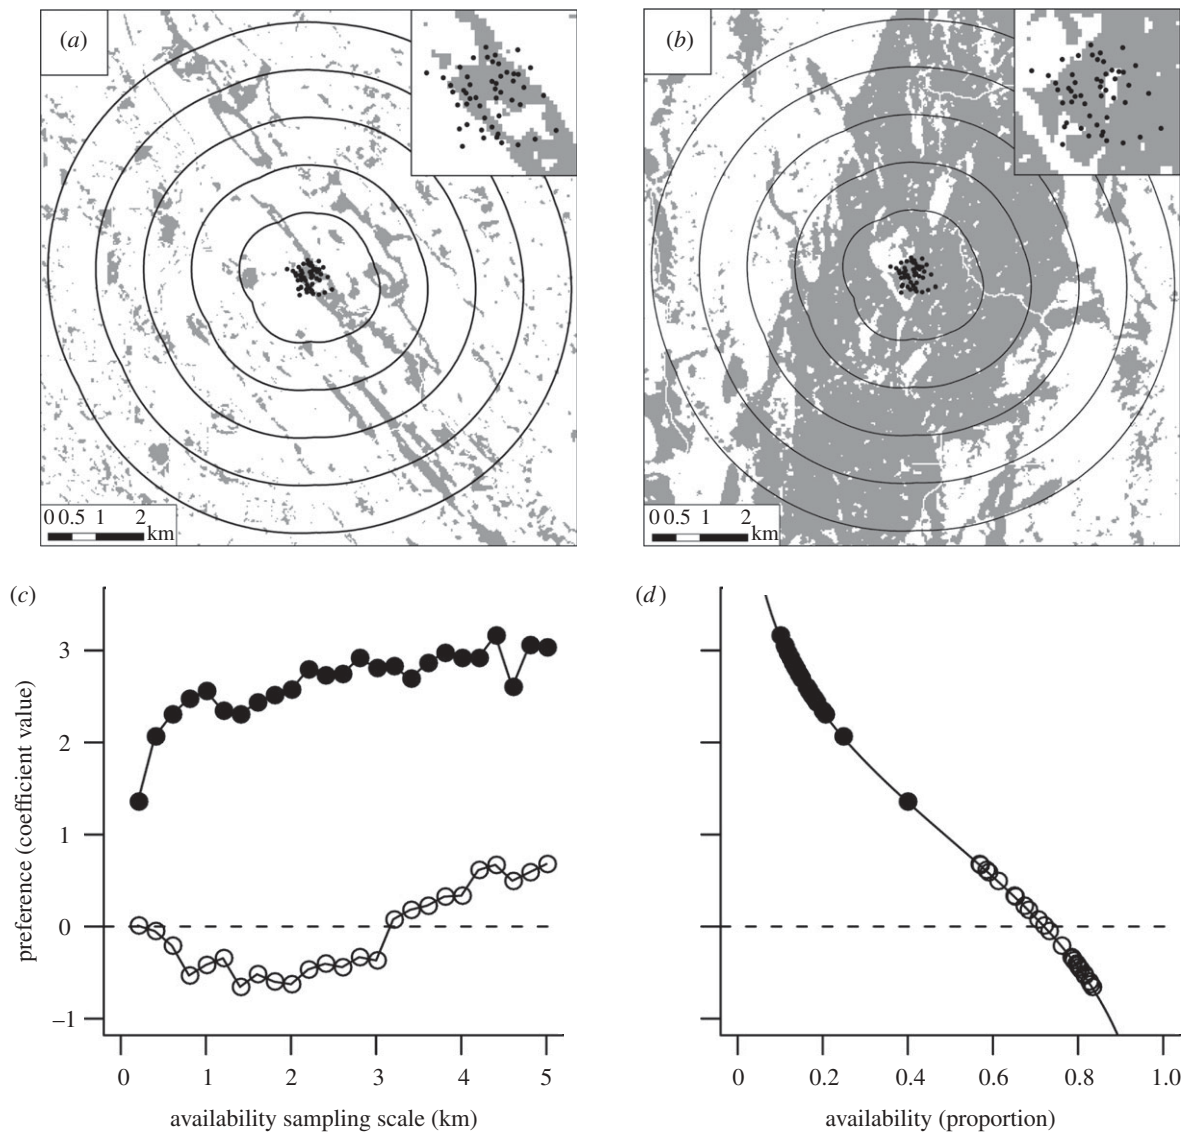 (a)
(b)
0 0.5 1 2
km
0 0.5 1 2
km
(c)
(d)
preference (coefficient value)
3
2
1
0
–1
0 1 2 3 4 5
availability sampling scale (km)
0 0.2 0.4 0.6 0.8 1.0
availability (proportion)